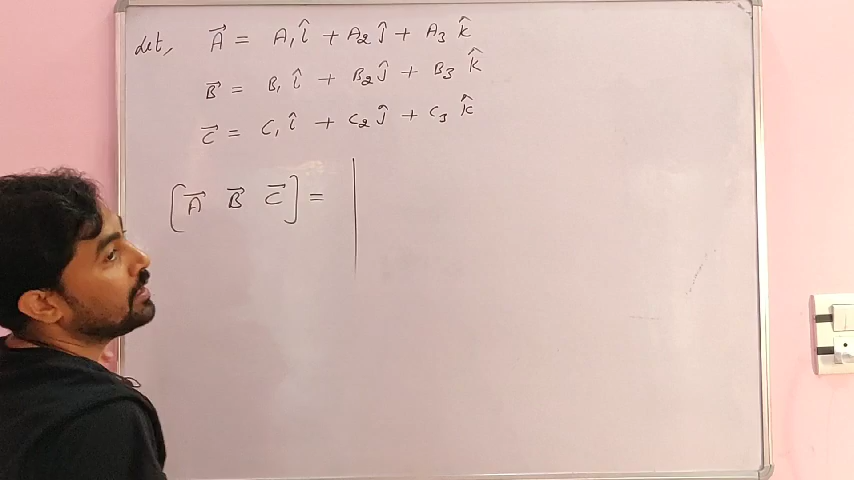 Let, A⃗ = A₁î + A₂ĵ + A₃k̂
B⃗ = B₁î + B₂ĵ + B₃k̂
C⃗ = C₁î + C₂ĵ + C₃k̂
[A⃗ B⃗ C⃗] = |